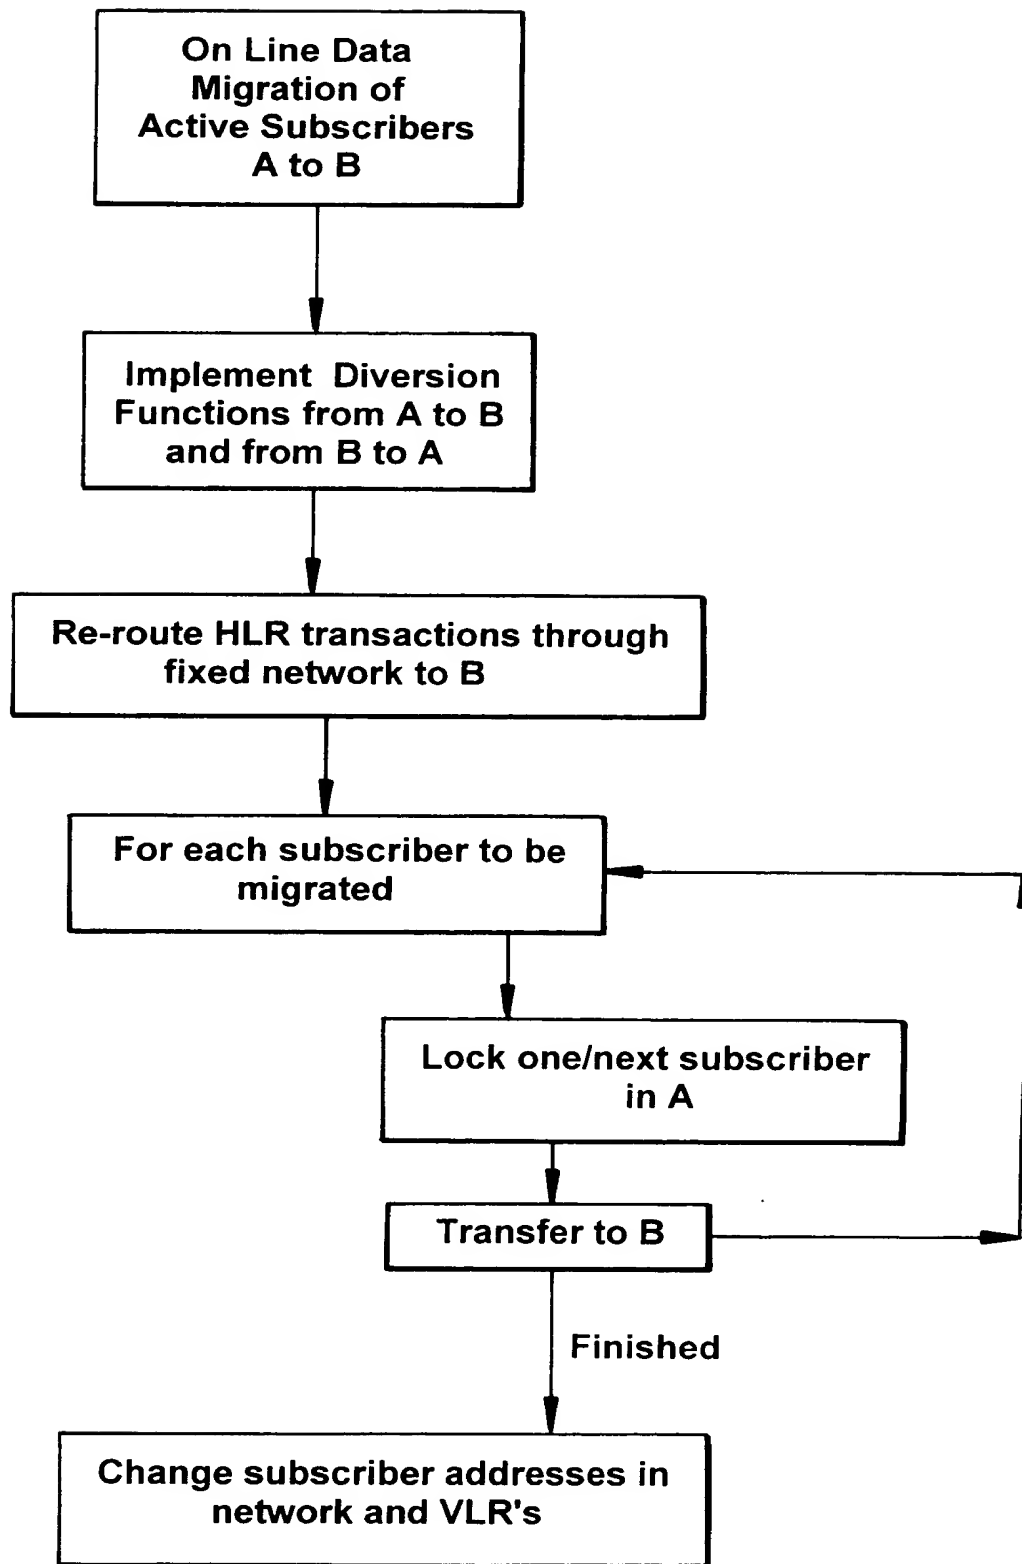 On Line Data
Migration of
Active Subscribers
A to B
Implement Diversion
Functions from A to B
and from B to A
Re-route HLR transactions through
fixed network to B
For each subscriber to be
migrated
Lock one/next subscriber
in A
Transfer to B
Finished
Change subscriber addresses in
network and VLR's